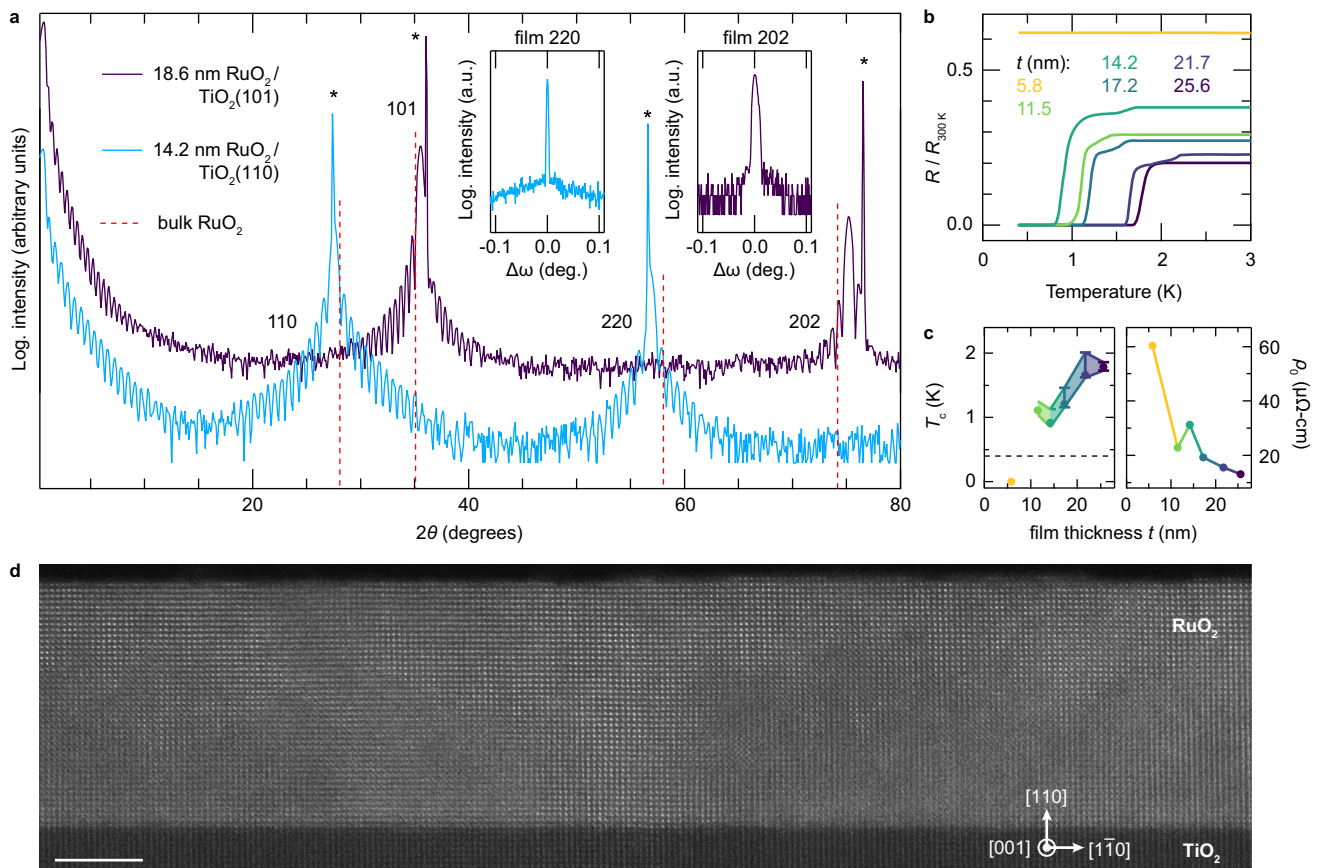 a
18.6 nm RuO₂/
TiO₂(101)
14.2 nm RuO₂/
TiO₂(110)
bulk RuO₂
*
*
101
*
*
110
220
202
Log. intensity (arbitrary units)
20
40
60
80
2θ (degrees)
film 220
Log. intensity (a.u.)
-0.1
0.0
0.1
Δω (deg.)
film 202
Log. intensity (a.u.)
-0.1
0.0
0.1
Δω (deg.)
b
t (nm):
14.2
21.7
5.8
17.2
25.6
11.5
0.5
0.0
R / R₃₀₀ K
0
1
2
3
Temperature (K)
c
2
1
0
T꜀ (K)
0
10
20
0
10
20
60
40
20
ρ₀ (μΩ-cm)
film thickness t (nm)
d
RuO₂
[110]
[001]
[11̅0]
TiO₂